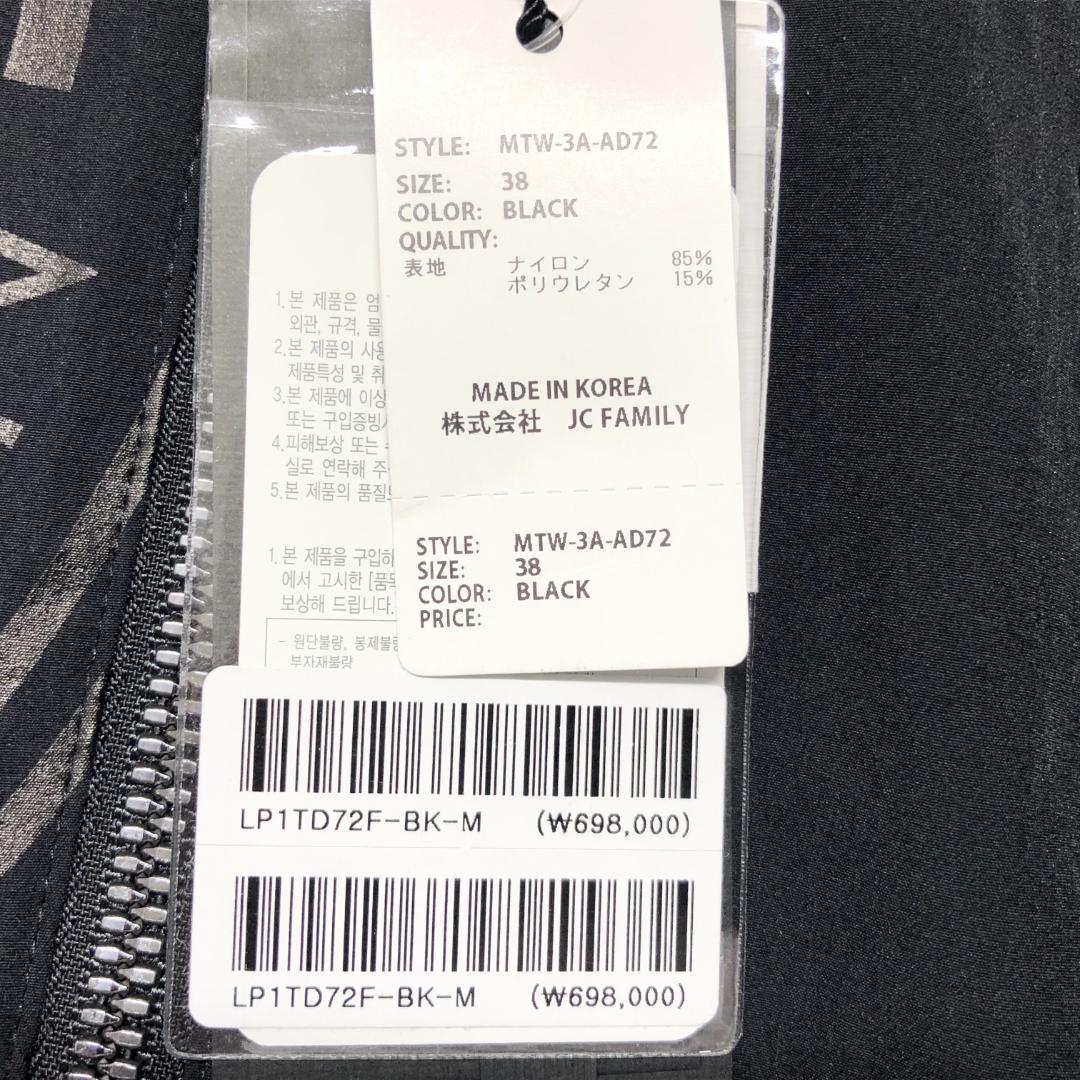 STYLE: MTW-3A-AD72
SIZE: 38
COLOR: BLACK
QUALITY:
表地 ナイロン 85%
ポリウレタン 15%
MADE IN KOREA
株式会社 JC FAMILY
STYLE: MTW-3A-AD72
SIZE: 38
COLOR: BLACK
PRICE:
1.본 제품은 엄
외관, 규격, 물
2.본 제품의 사용
제품특성 및 취
3.본 제품에 이상
또는 구입증빙
4.피해보상 또는
실로 연락해 주
5.본 제품의 품질
1.본 제품을 구입하
에서 고시한 [품목
보상해 드립니다.
- 원단불량, 봉제불량
부자재불량
LP1TD72F-BK-M (₩698,000)
LP1TD72F-BK-M (₩698,000)